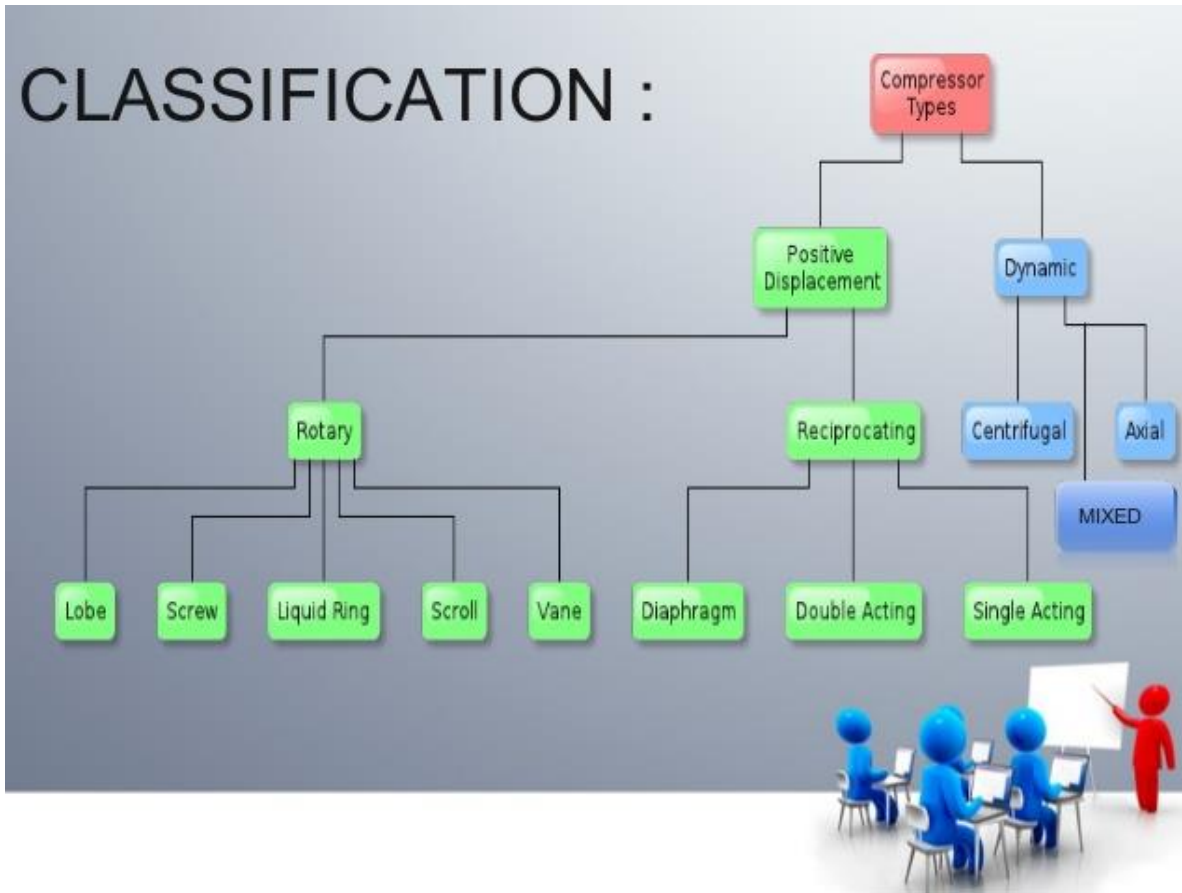 CLASSIFICATION :
Compressor
Types
Positive
Displacement
Dynamic
Rotary
Reciprocating
Centrifugal
Axial
MIXED
Lobe
Screw
Liquid Ring
Scroll
Vane
Diaphragm
Double Acting
Single Acting